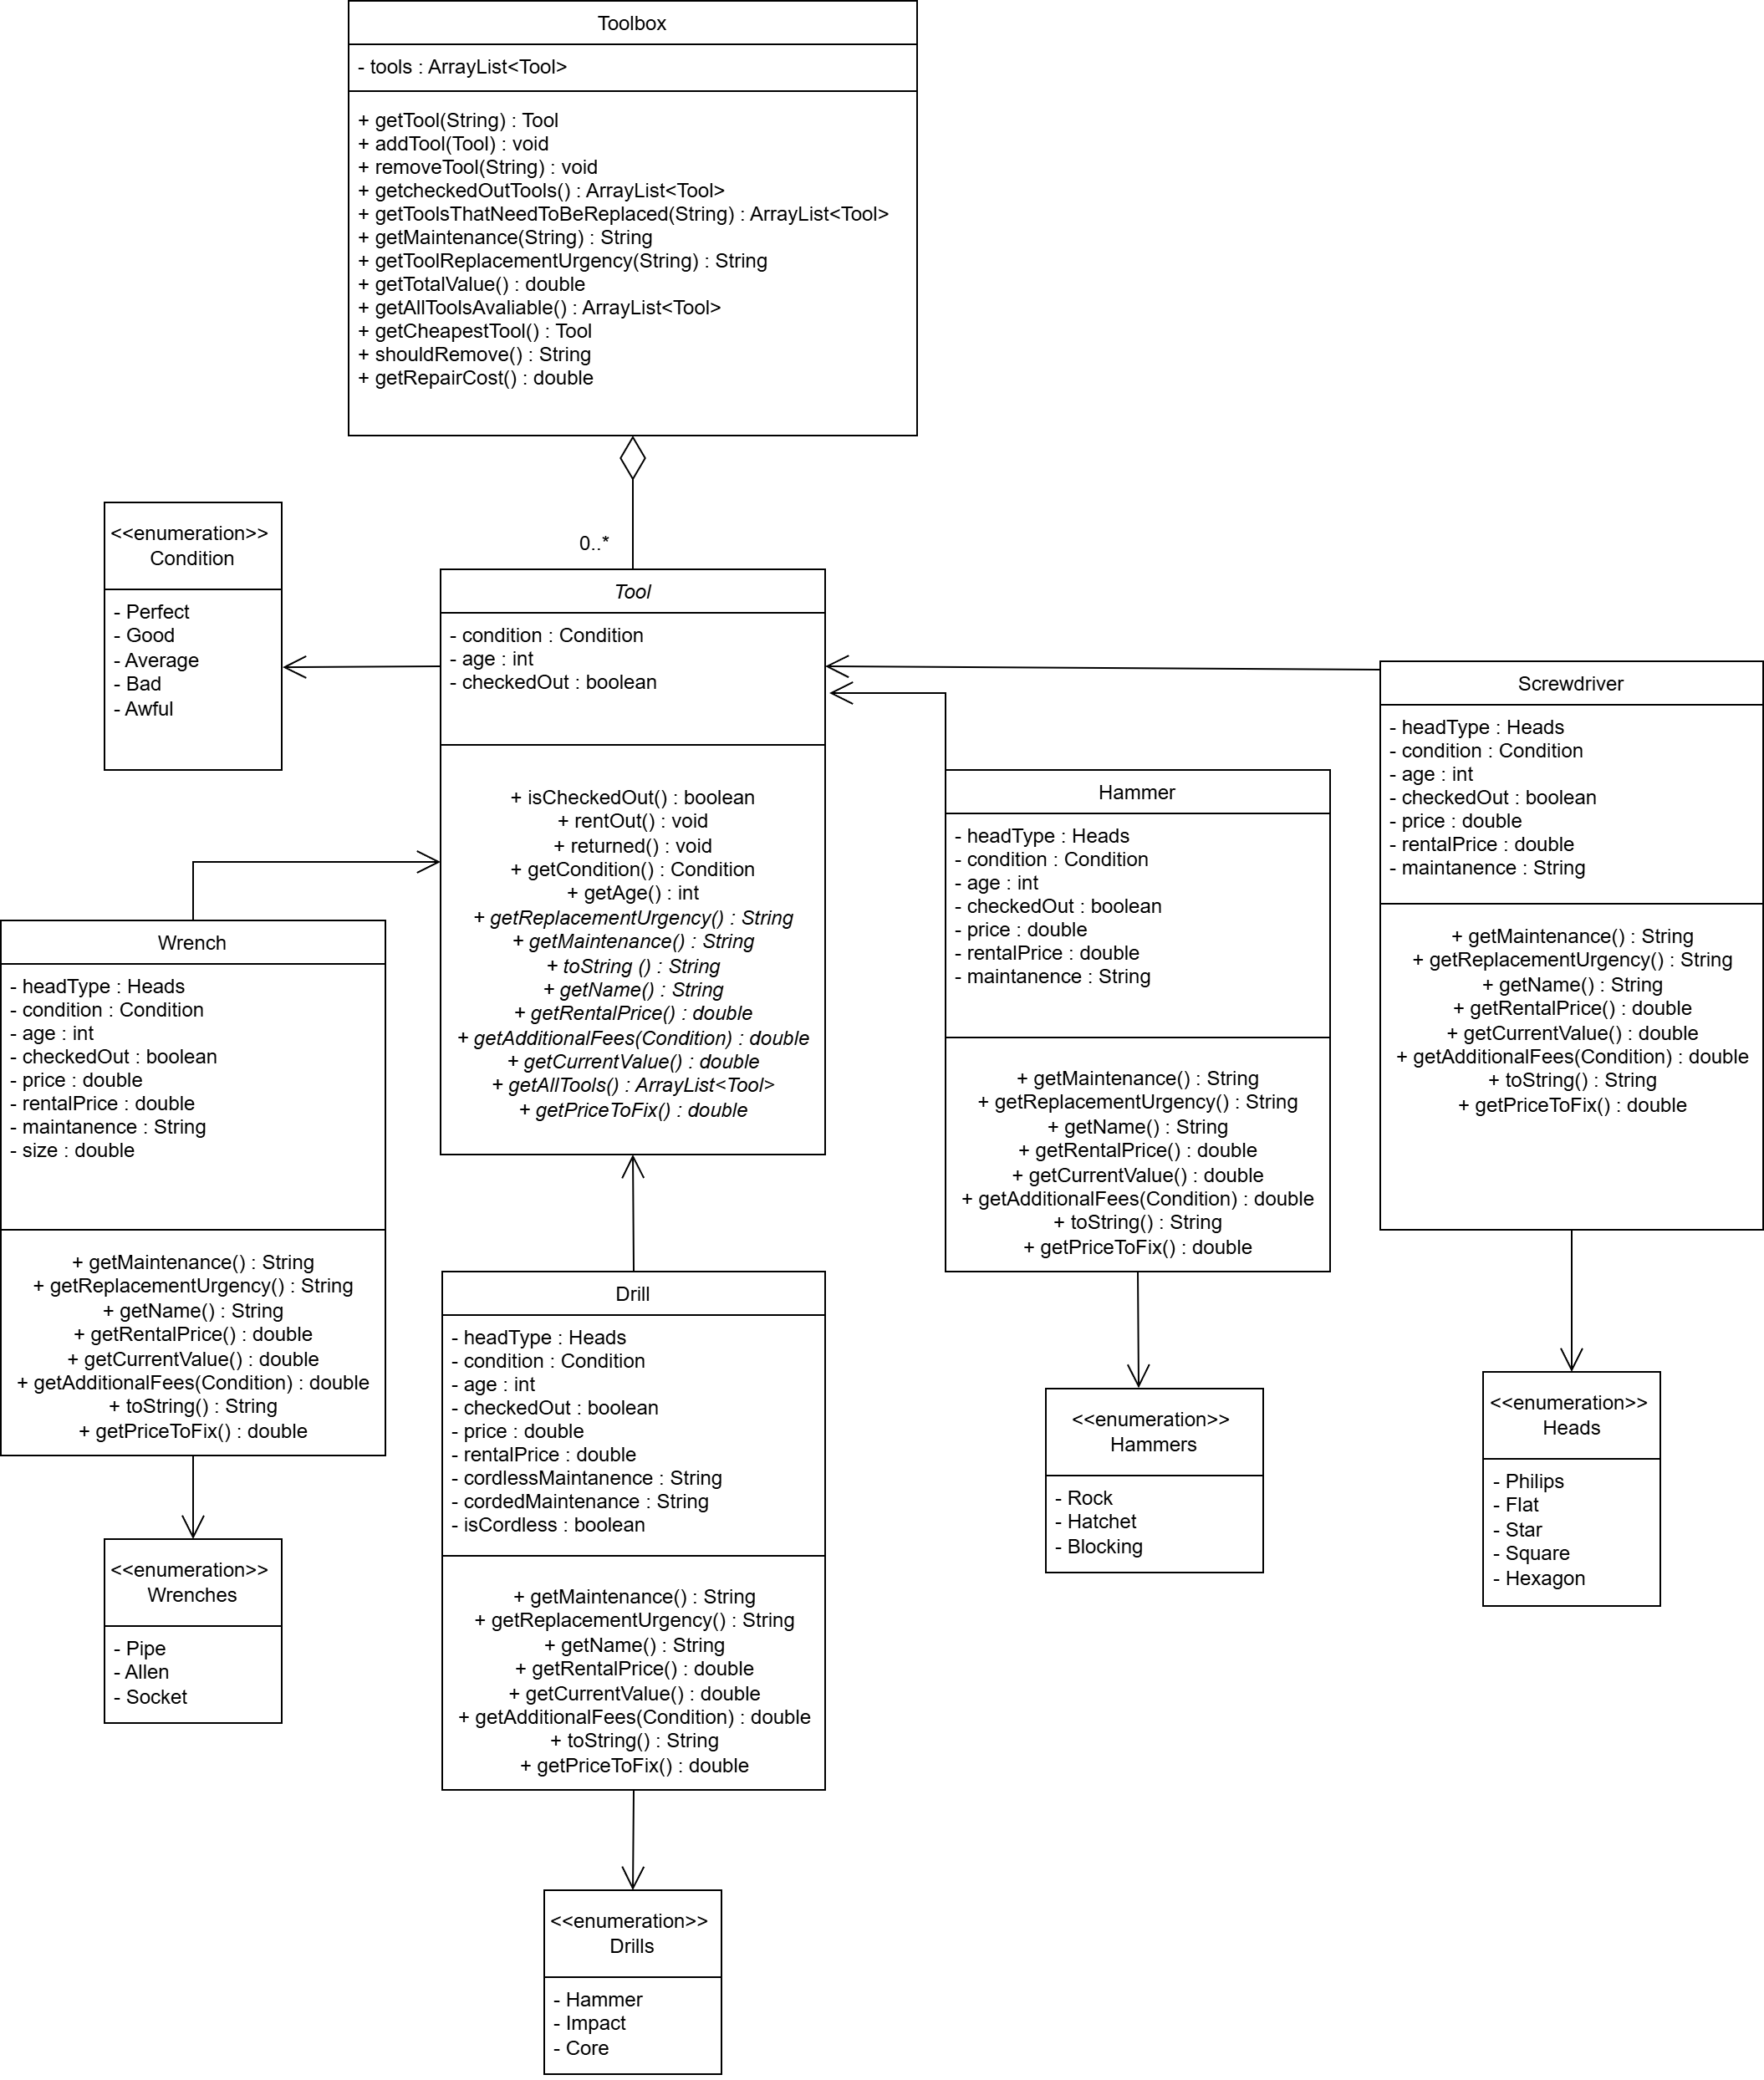 Toolbox
- tools : ArrayList<Tool>
+ getTool(String) : Tool
+ addTool(Tool) : void
+ removeTool(String) : void
+ getcheckedOutTools() : ArrayList<Tool>
+ getToolsThatNeedToBeReplaced(String) : ArrayList<Tool>
+ getMaintenance(String) : String
+ getToolReplacementUrgency(String) : String
+ getTotalValue() : double
+ getAllToolsAvaliable() : ArrayList<Tool>
+ getCheapestTool() : Tool
+ shouldRemove() : String
+ getRepairCost() : double
0..*
<<enumeration>>
Condition
- Perfect
- Good
- Average
- Bad
- Awful
Tool
- condition : Condition
- age : int
- checkedOut : boolean
+ isCheckedOut() : boolean
+ rentOut() : void
+ returned() : void
+ getCondition() : Condition
+ getAge() : int
+ getReplacementUrgency() : String
+ getMaintenance() : String
+ toString () : String
+ getName() : String
+ getRentalPrice() : double
+ getAdditionalFees(Condition) : double
+ getCurrentValue() : double
+ getAllTools() : ArrayList<Tool>
+ getPriceToFix() : double
Screwdriver
- headType : Heads
- condition : Condition
- age : int
- checkedOut : boolean
- price : double
- rentalPrice : double
- maintanence : String
+ getMaintenance() : String
+ getReplacementUrgency() : String
+ getName() : String
+ getRentalPrice() : double
+ getCurrentValue() : double
+ getAdditionalFees(Condition) : double
+ toString() : String
+ getPriceToFix() : double
Hammer
- headType : Heads
- condition : Condition
- age : int
- checkedOut : boolean
- price : double
- rentalPrice : double
- maintanence : String
+ getMaintenance() : String
+ getReplacementUrgency() : String
+ getName() : String
+ getRentalPrice() : double
+ getCurrentValue() : double
+ getAdditionalFees(Condition) : double
+ toString() : String
+ getPriceToFix() : double
Wrench
- headType : Heads
- condition : Condition
- age : int
- checkedOut : boolean
- price : double
- rentalPrice : double
- maintanence : String
- size : double
+ getMaintenance() : String
+ getReplacementUrgency() : String
+ getName() : String
+ getRentalPrice() : double
+ getCurrentValue() : double
+ getAdditionalFees(Condition) : double
+ toString() : String
+ getPriceToFix() : double
Drill
- headType : Heads
- condition : Condition
- age : int
- checkedOut : boolean
- price : double
- rentalPrice : double
- cordlessMaintanence : String
- cordedMaintenance : String
- isCordless : boolean
+ getMaintenance() : String
+ getReplacementUrgency() : String
+ getName() : String
+ getRentalPrice() : double
+ getCurrentValue() : double
+ getAdditionalFees(Condition) : double
+ toString() : String
+ getPriceToFix() : double
<<enumeration>>
Hammers
- Rock
- Hatchet
- Blocking
<<enumeration>>
Heads
- Philips
- Flat
- Star
- Square
- Hexagon
<<enumeration>>
Wrenches
- Pipe
- Allen
- Socket
<<enumeration>>
Drills
- Hammer
- Impact
- Core